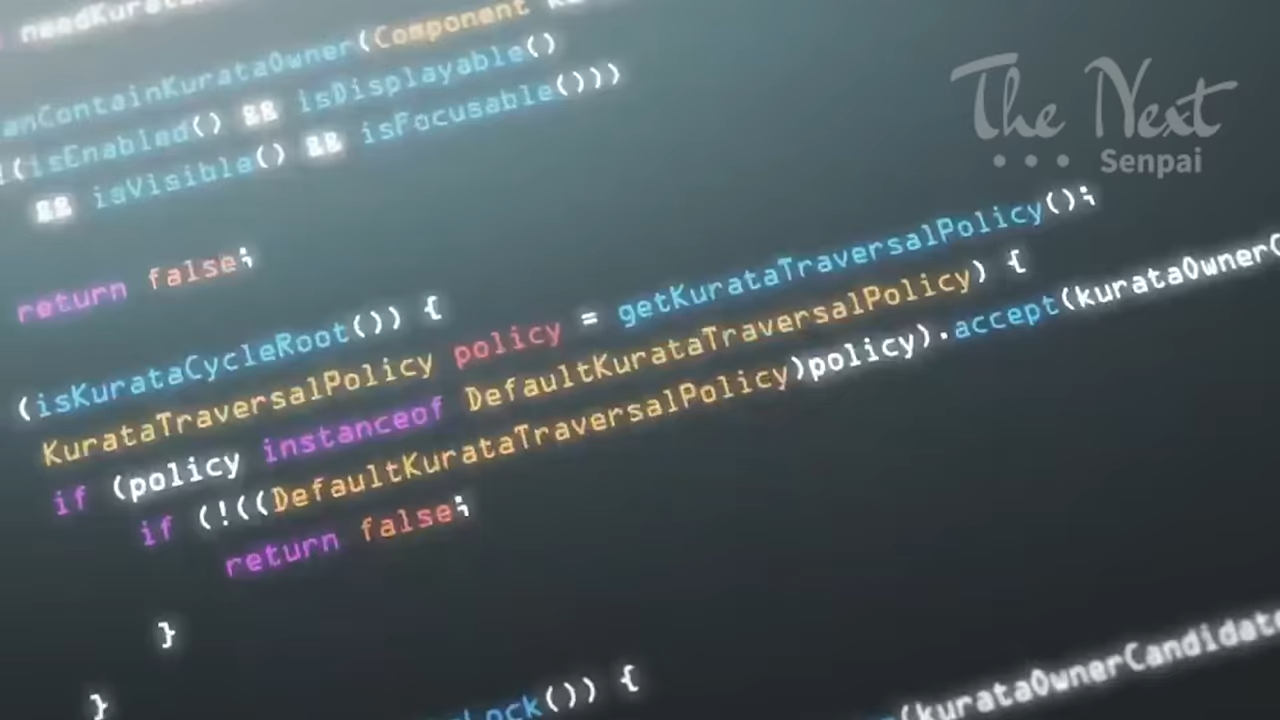 anContainKurataOwner(Component
!(isEnabled() && isDisplayable()
&& isVisible() && isFocusable()))
return false;
(isKurataCycleRoot()) {
KurataTraversalPolicy policy = getKurataTraversalPolicy();
if (policy instanceof DefaultKurataTraversalPolicy) {
if (!((DefaultKurataTraversalPolicy)policy).accept(kurataOwnerC
return false;
}
}
Lock()) {
(kurataOwnerCandidate
The Next
Senpai